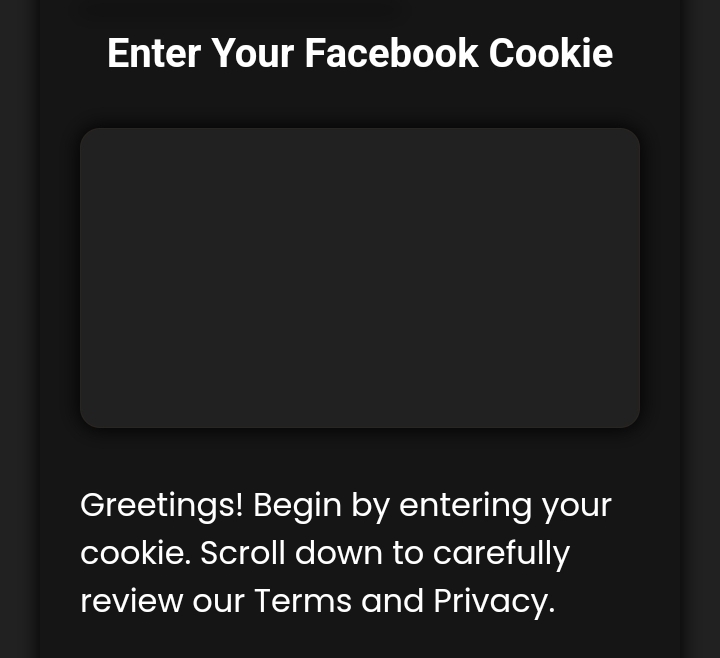 Enter Your Facebook Cookie
Greetings! Begin by entering your
cookie. Scroll down to carefully
review our Terms and Privacy.